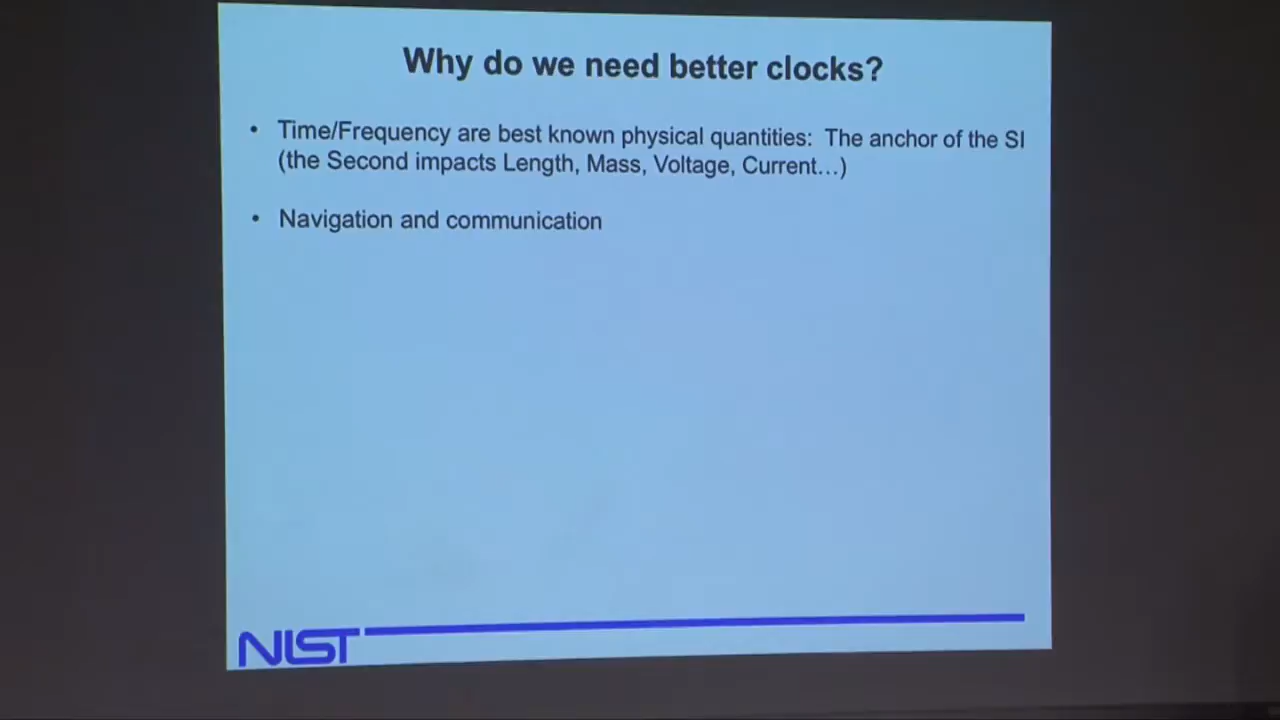 Why do we need better clocks?
• Time/Frequency are best known physical quantities: The anchor of the SI
(the Second impacts Length, Mass, Voltage, Current…)
• Navigation and communication
NIST